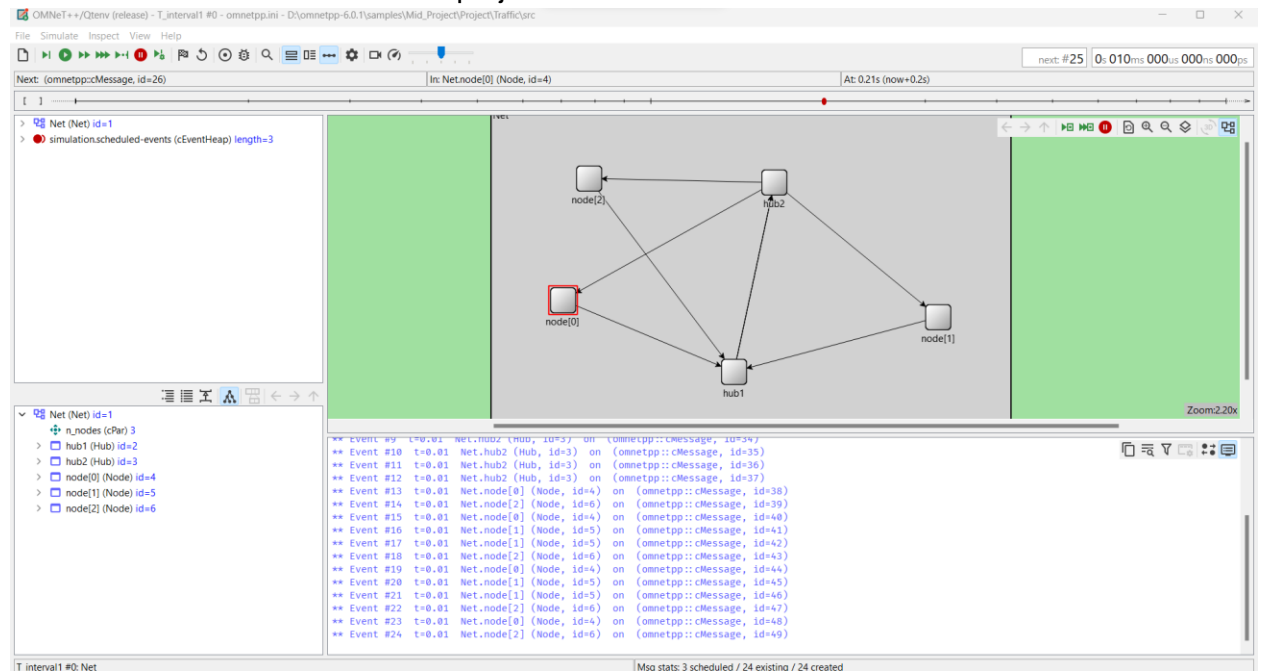 OMNeT++/Qtenv (release) - T_interval1 #0 - omnetpp.ini - D:\omnetpp-6.0.1\samples\Mid_Project\Project\Traffic\src
File Simulate Inspect View Help
next: #25 0s 010ms 000us 000ns 000ps
Next: (omnetpp::cMessage, id=26) In: Net.node[0] (Node, id=4) At: 0.21s (now+0.2s)
[ ]
Net (Net) id=1
simulation.scheduled-events (cEventHeap) length=3
Net
node[2]
hub2
node[0]
node[1]
hub1
Zoom:2.20x
Net (Net) id=1
n_nodes (cPar) 3
hub1 (Hub) id=2
hub2 (Hub) id=3
node[0] (Node) id=4
node[1] (Node) id=5
node[2] (Node) id=6
** Event #9 t=0.01 Net.hub2 (Hub, id=3) on (omnetpp::cMessage, id=34)
** Event #10 t=0.01 Net.hub2 (Hub, id=3) on (omnetpp::cMessage, id=35)
** Event #11 t=0.01 Net.hub2 (Hub, id=3) on (omnetpp::cMessage, id=36)
** Event #12 t=0.01 Net.hub2 (Hub, id=3) on (omnetpp::cMessage, id=37)
** Event #13 t=0.01 Net.node[0] (Node, id=4) on (omnetpp::cMessage, id=38)
** Event #14 t=0.01 Net.node[2] (Node, id=6) on (omnetpp::cMessage, id=39)
** Event #15 t=0.01 Net.node[0] (Node, id=4) on (omnetpp::cMessage, id=40)
** Event #16 t=0.01 Net.node[1] (Node, id=5) on (omnetpp::cMessage, id=41)
** Event #17 t=0.01 Net.node[1] (Node, id=5) on (omnetpp::cMessage, id=42)
** Event #18 t=0.01 Net.node[2] (Node, id=6) on (omnetpp::cMessage, id=43)
** Event #19 t=0.01 Net.node[0] (Node, id=4) on (omnetpp::cMessage, id=44)
** Event #20 t=0.01 Net.node[1] (Node, id=5) on (omnetpp::cMessage, id=45)
** Event #21 t=0.01 Net.node[1] (Node, id=5) on (omnetpp::cMessage, id=46)
** Event #22 t=0.01 Net.node[2] (Node, id=6) on (omnetpp::cMessage, id=47)
** Event #23 t=0.01 Net.node[0] (Node, id=4) on (omnetpp::cMessage, id=48)
** Event #24 t=0.01 Net.node[2] (Node, id=6) on (omnetpp::cMessage, id=49)
T_interval1 #0: Net Msg stats: 3 scheduled / 24 existing / 24 created